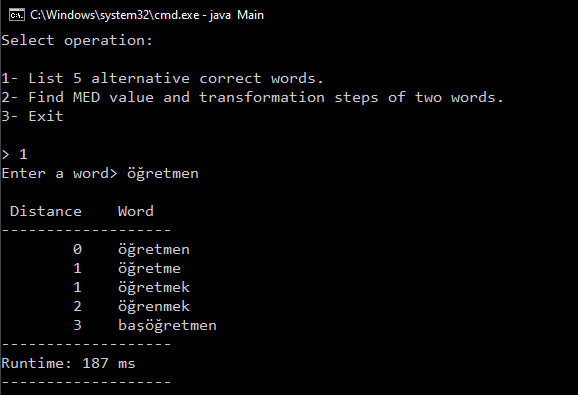 C:\Windows\system32\cmd.exe - java Main
Select operation:
1- List 5 alternative correct words.
2- Find MED value and transformation steps of two words.
3- Exit
> 1
Enter a word> öğretmen
Distance Word
-------------------
0 öğretmen
1 öğretme
1 öğretmek
2 öğrenmek
3 başöğretmen
-------------------
Runtime: 187 ms
-------------------